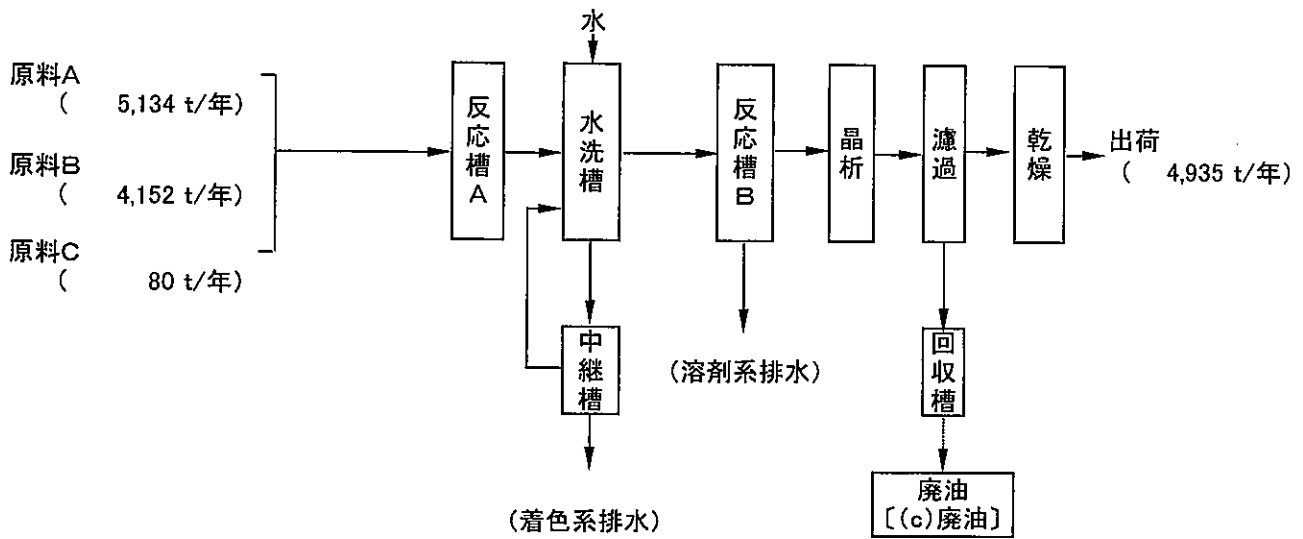 水
原料A
( 5,134 t/年)
原料B
( 4,152 t/年)
原料C
( 80 t/年)
反応槽A
水洗槽
反応槽B
晶析
濾過
乾燥
出荷
( 4,935 t/年)
中継槽
(溶剤系排水)
回収槽
(着色系排水)
廃油
〔(c)廃油〕